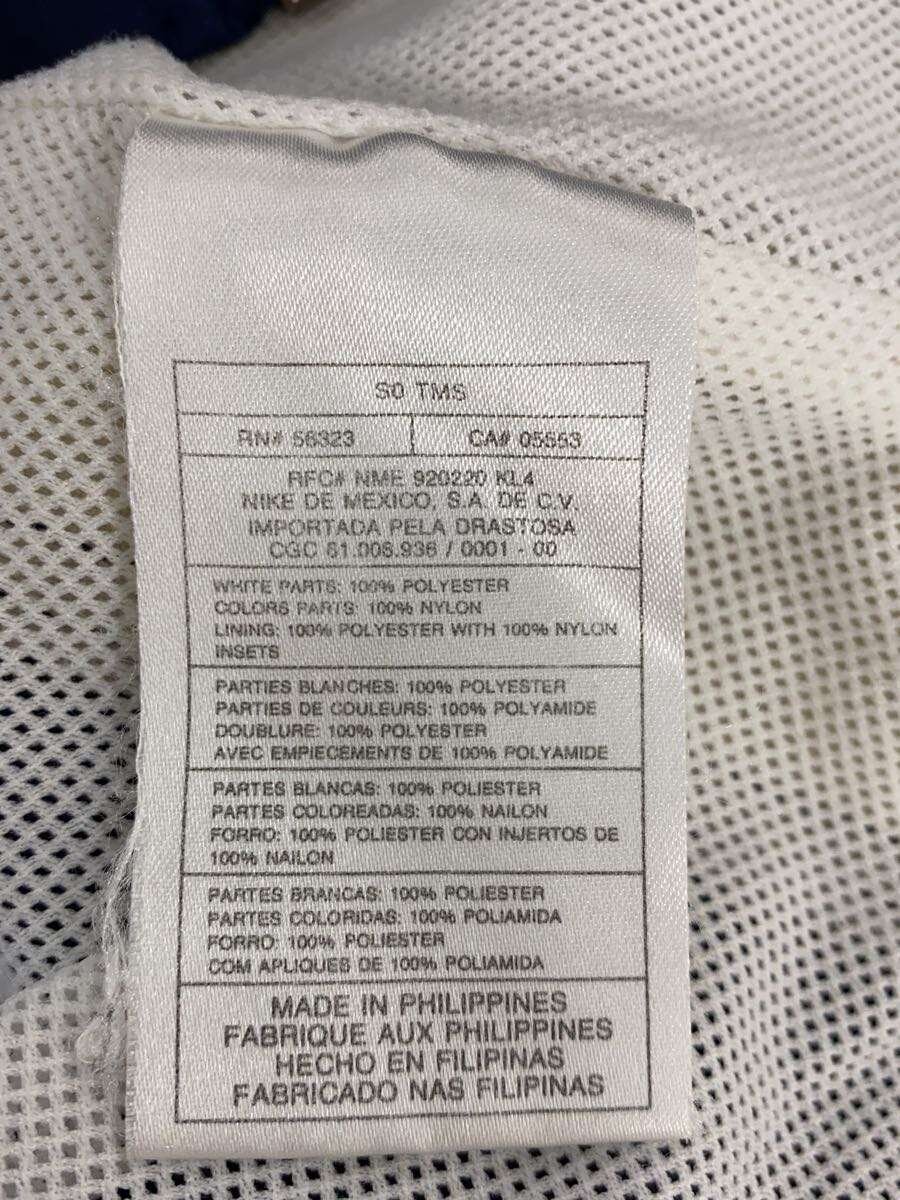 SO TMS
RN# 56323
CA# 05553
RFC# NME 920220 KL4
NIKE DE MEXICO, S.A. DE C.V.
IMPORTADA PELA DRASTOSA
CGC 61.008.936 / 0001 - 00
WHITE PARTS: 100% POLYESTER
COLORS PARTS: 100% NYLON
LINING: 100% POLYESTER WITH 100% NYLON
INSETS
PARTIES BLANCHES: 100% POLYESTER
PARTIES DE COULEURS: 100% POLYAMIDE
DOUBLURE: 100% POLYESTER
AVEC EMPIECEMENTS DE 100% POLYAMIDE
PARTES BLANCAS: 100% POLIESTER
PARTES COLOREADAS: 100% NAILON
FORRO: 100% POLIESTER CON INJERTOS DE
100% NAILON
PARTES BRANCAS: 100% POLIESTER
PARTES COLORIDAS: 100% POLIAMIDA
FORRO: 100% POLIESTER
COM APLIQUES DE 100% POLIAMIDA
MADE IN PHILIPPINES
FABRIQUE AUX PHILIPPINES
HECHO EN FILIPINAS
FABRICADO NAS FILIPINAS